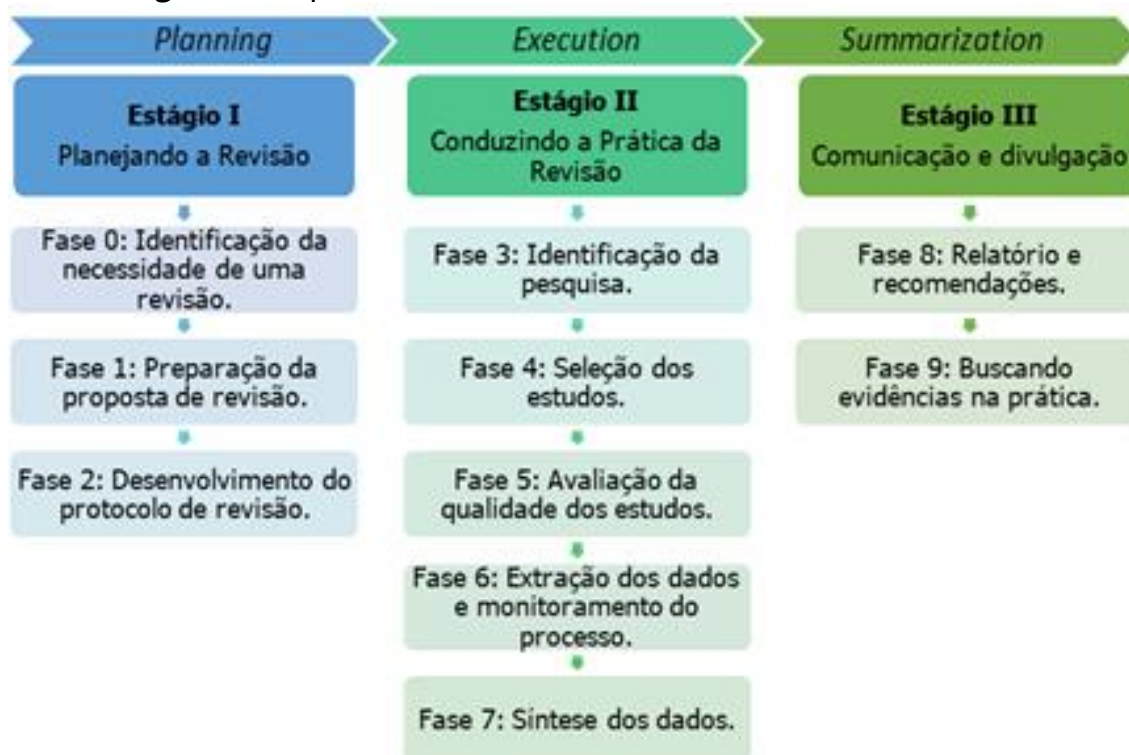 Planning
Execution
Summarization
Estágio I
Planejando a Revisão
Fase 0: Identificação da
necessidade de uma
revisão.
Fase 1: Preparação da
proposta de revisão.
Fase 2: Desenvolvimento do
protocolo de revisão.
Estágio II
Conduzindo a Prática da
Revisão
Fase 3: Identificação da
pesquisa.
Fase 4: Seleção dos
estudos.
Fase 5: Avaliação da
qualidade dos estudos.
Fase 6: Extração dos dados
e monitoramento do
processo.
Fase 7: Síntese dos dados.
Estágio III
Comunicação e divulgação
Fase 8: Relatório e
recomendações.
Fase 9: Buscando
evidências na prática.